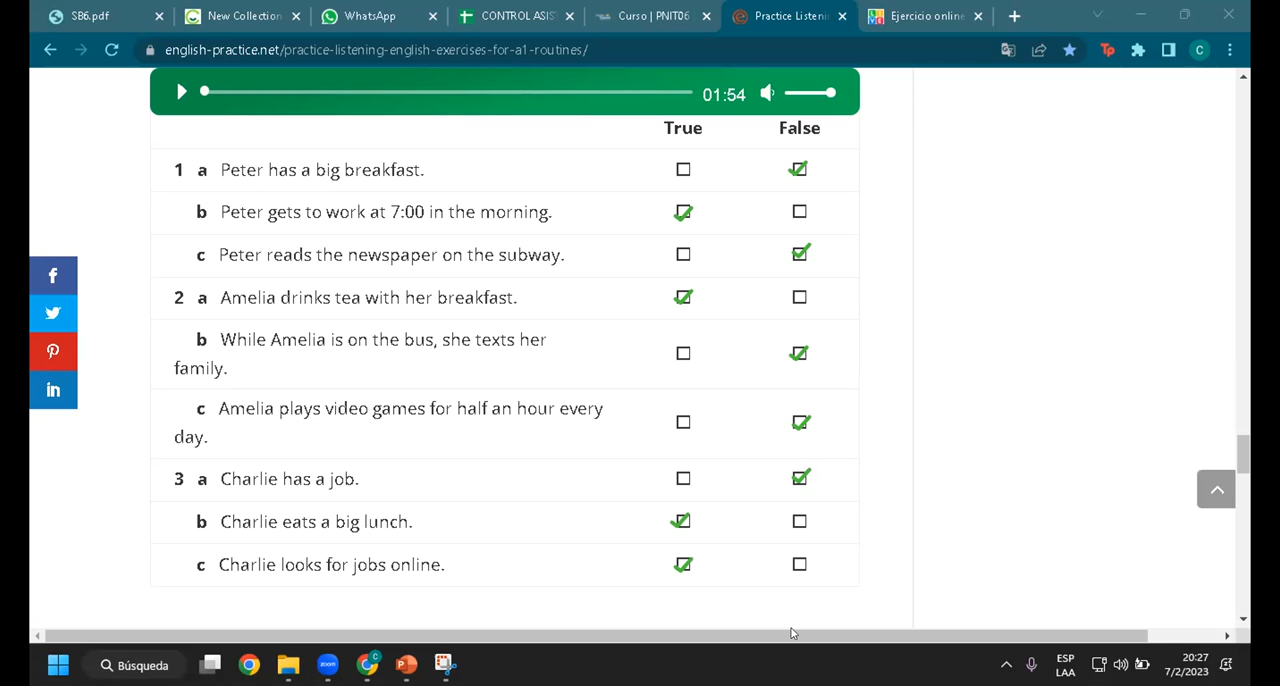 SB6.pdf
New Collection
WhatsApp
CONTROL ASIS
Curso | PNIT06
Practice Listeni
Ejercicio online
english-practice.net/practice-listening-english-exercises-for-a1-routines/
Tp
C
01:54
True False
1 a Peter has a big breakfast.
b Peter gets to work at 7:00 in the morning.
c Peter reads the newspaper on the subway.
2 a Amelia drinks tea with her breakfast.
b While Amelia is on the bus, she texts her
family.
c Amelia plays video games for half an hour every
day.
3 a Charlie has a job.
b Charlie eats a big lunch.
c Charlie looks for jobs online.
Búsqueda
zoom
ESP
LAA
20:27
7/2/2023